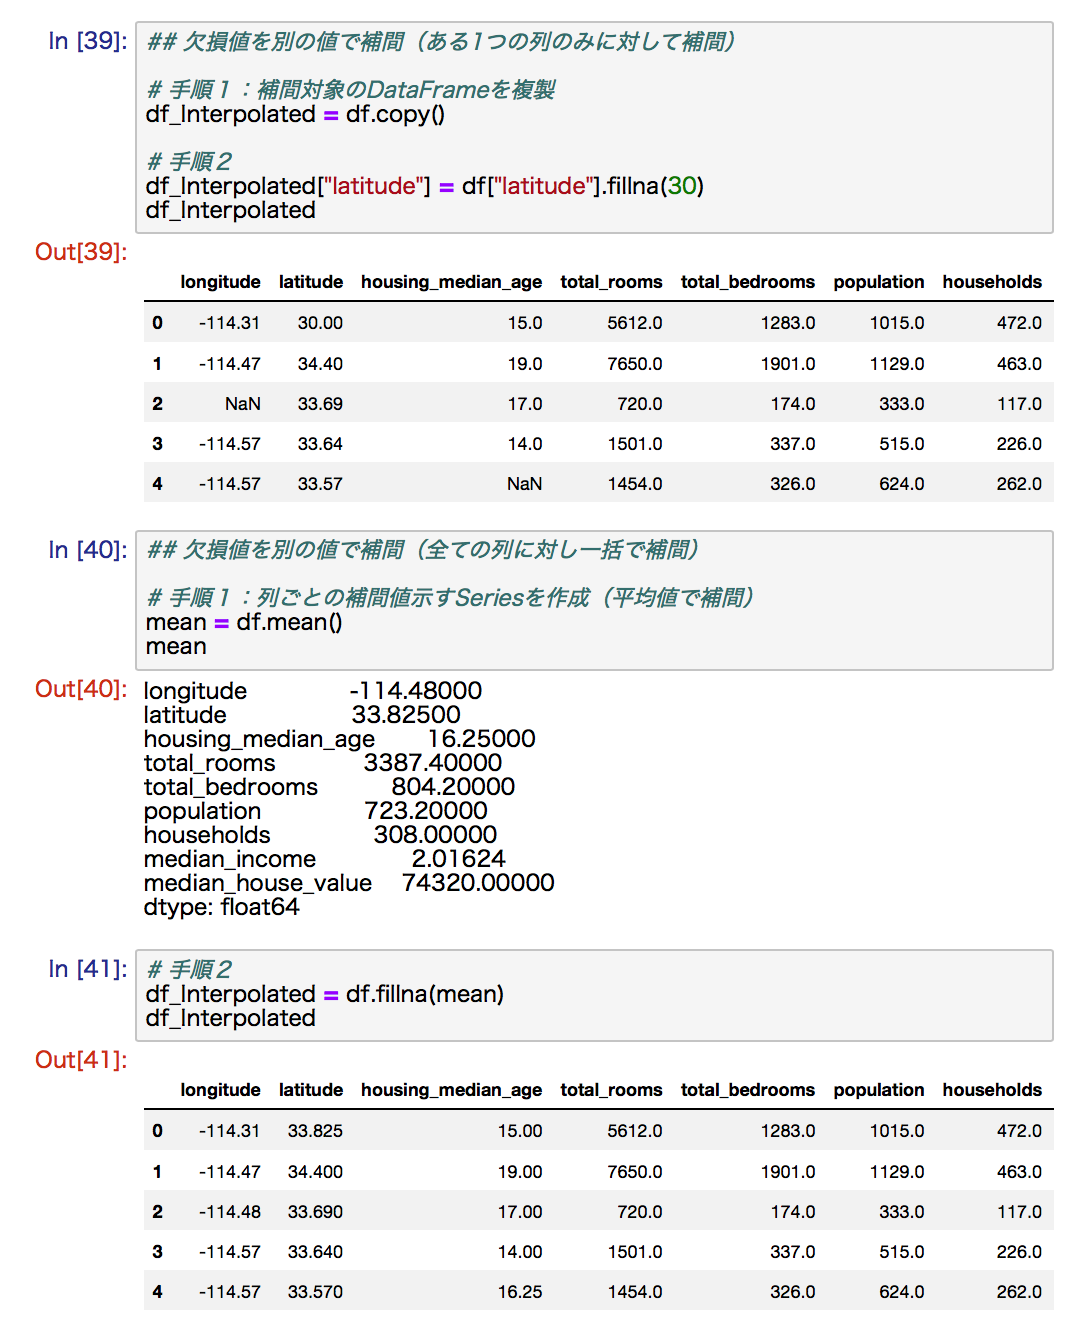 In [39]:
## 欠損値を別の値で補間（ある1つの列のみに対して補間）
# 手順１：補間対象のDataFrameを複製
df_Interpolated = df.copy()
# 手順２
df_Interpolated["latitude"] = df["latitude"].fillna(30)
df_Interpolated
Out[39]:
longitude latitude housing_median_age total_rooms total_bedrooms population households
0 -114.31 30.00 15.0 5612.0 1283.0 1015.0 472.0
1 -114.47 34.40 19.0 7650.0 1901.0 1129.0 463.0
2 NaN 33.69 17.0 720.0 174.0 333.0 117.0
3 -114.57 33.64 14.0 1501.0 337.0 515.0 226.0
4 -114.57 33.57 NaN 1454.0 326.0 624.0 262.0
In [40]:
## 欠損値を別の値で補間（全ての列に対し一括で補間）
# 手順１：列ごとの補間値示すSeriesを作成（平均値で補間）
mean = df.mean()
mean
Out[40]:
longitude -114.48000
latitude 33.82500
housing_median_age 16.25000
total_rooms 3387.40000
total_bedrooms 804.20000
population 723.20000
households 308.00000
median_income 2.01624
median_house_value 74320.00000
dtype: float64
In [41]:
# 手順２
df_Interpolated = df.fillna(mean)
df_Interpolated
Out[41]:
longitude latitude housing_median_age total_rooms total_bedrooms population households
0 -114.31 33.825 15.00 5612.0 1283.0 1015.0 472.0
1 -114.47 34.400 19.00 7650.0 1901.0 1129.0 463.0
2 -114.48 33.690 17.00 720.0 174.0 333.0 117.0
3 -114.57 33.640 14.00 1501.0 337.0 515.0 226.0
4 -114.57 33.570 16.25 1454.0 326.0 624.0 262.0